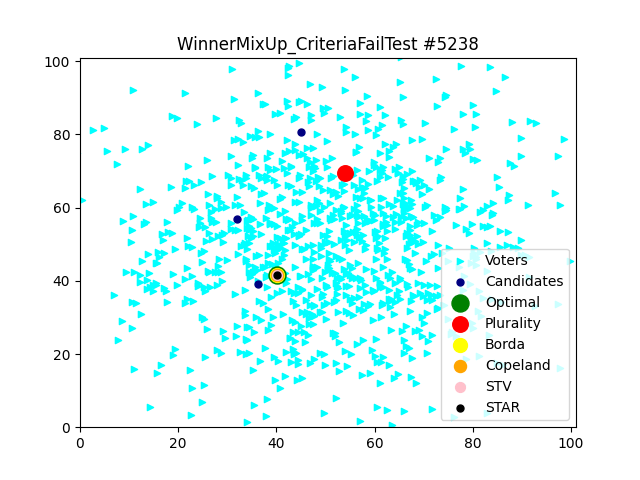 WinnerMixUp_CriteriaFailTest #5238
100
80
60
40
20
0
0
20
40
60
80
100
Voters
Candidates
Optimal
Plurality
Borda
Copeland
STV
STAR